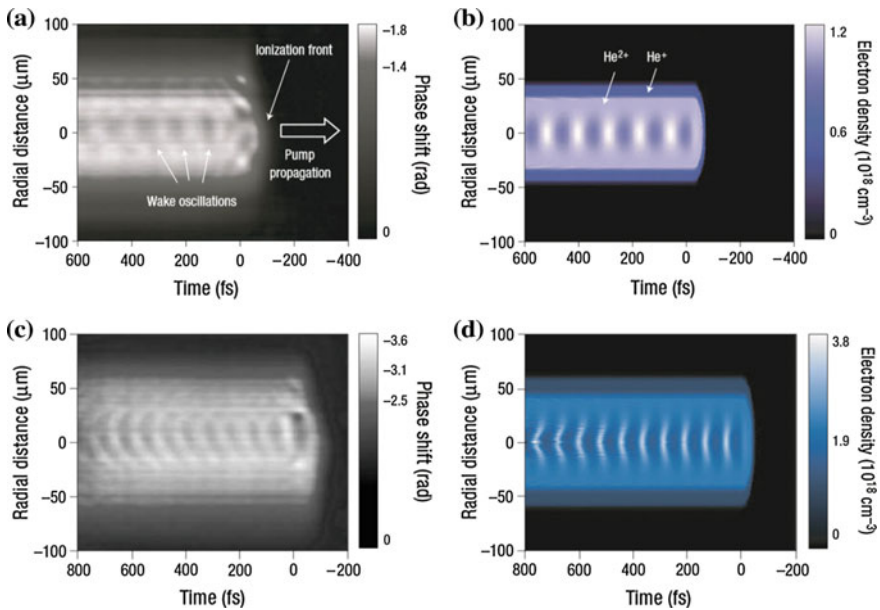 (a)
100
50
0
−50
−100
Radial distance (μm)
600 400 200 0 −200 −400
Time (fs)
Ionization front
Pump
propagation
Wake oscillations
−1.8
−1.4
0
Phase shift (rad)
(b)
100
50
0
−50
−100
Radial distance (μm)
600 400 200 0 −200 −400
Time (fs)
He²⁺ He⁺
1.2
0.6
0
Electron density (10¹⁸ cm⁻³)
(c)
100
50
0
−50
−100
Radial distance (μm)
800 600 400 200 0 −200
Time (fs)
−3.6
−3.1
−2.5
0
Phase shift (rad)
(d)
100
50
0
−50
−100
Radial distance (μm)
800 600 400 200 0 −200
Time (fs)
3.8
1.9
0
Electron density (10¹⁸ cm⁻³)